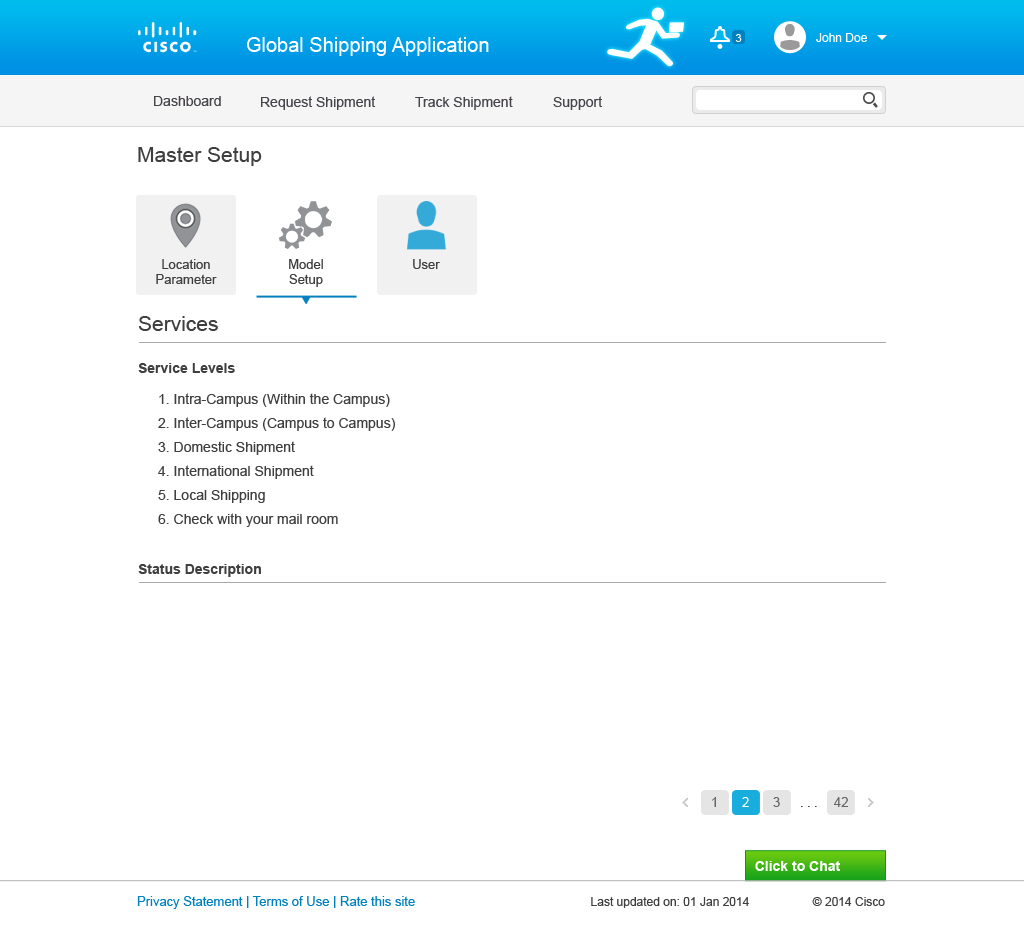 cisco
Global Shipping Application
3
John Doe
Dashboard Request Shipment Track Shipment Support
Master Setup
Location
Parameter
Model
Setup
User
Services
Service Levels
1. Intra-Campus (Within the Campus)
2. Inter-Campus (Campus to Campus)
3. Domestic Shipment
4. International Shipment
5. Local Shipping
6. Check with your mail room
Status Description
1 2 3 . . . 42
Click to Chat
Privacy Statement | Terms of Use | Rate this site
Last updated on: 01 Jan 2014
© 2014 Cisco